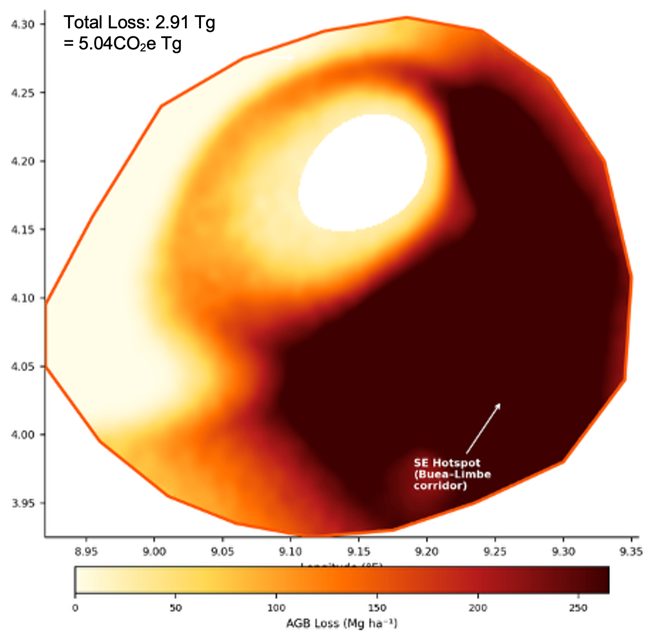 Total Loss: 2.91 Tg
= 5.04CO₂e Tg
4.30
4.25
4.20
4.15
4.10
4.05
4.00
3.95
SE Hotspot
(Buea–Limbe
corridor)
8.95 9.00 9.05 9.10 9.15 9.20 9.25 9.30 9.35
0 50 100 150 200 250
AGB Loss (Mg ha⁻¹)